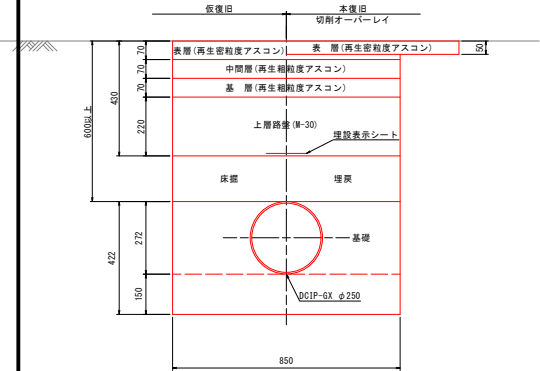 仮復旧
本復旧
切削オーバーレイ
表層(再生密粒度アスコン)
表　層(再生密粒度アスコン)
50
70
中間層(再生粗粒度アスコン)
70
基　層(再生粗粒度アスコン)
70
430
600以上
上層路盤(M-30)
220
埋設表示シート
床掘
埋戻
272
422
基礎
150
DCIP-GX φ250
850